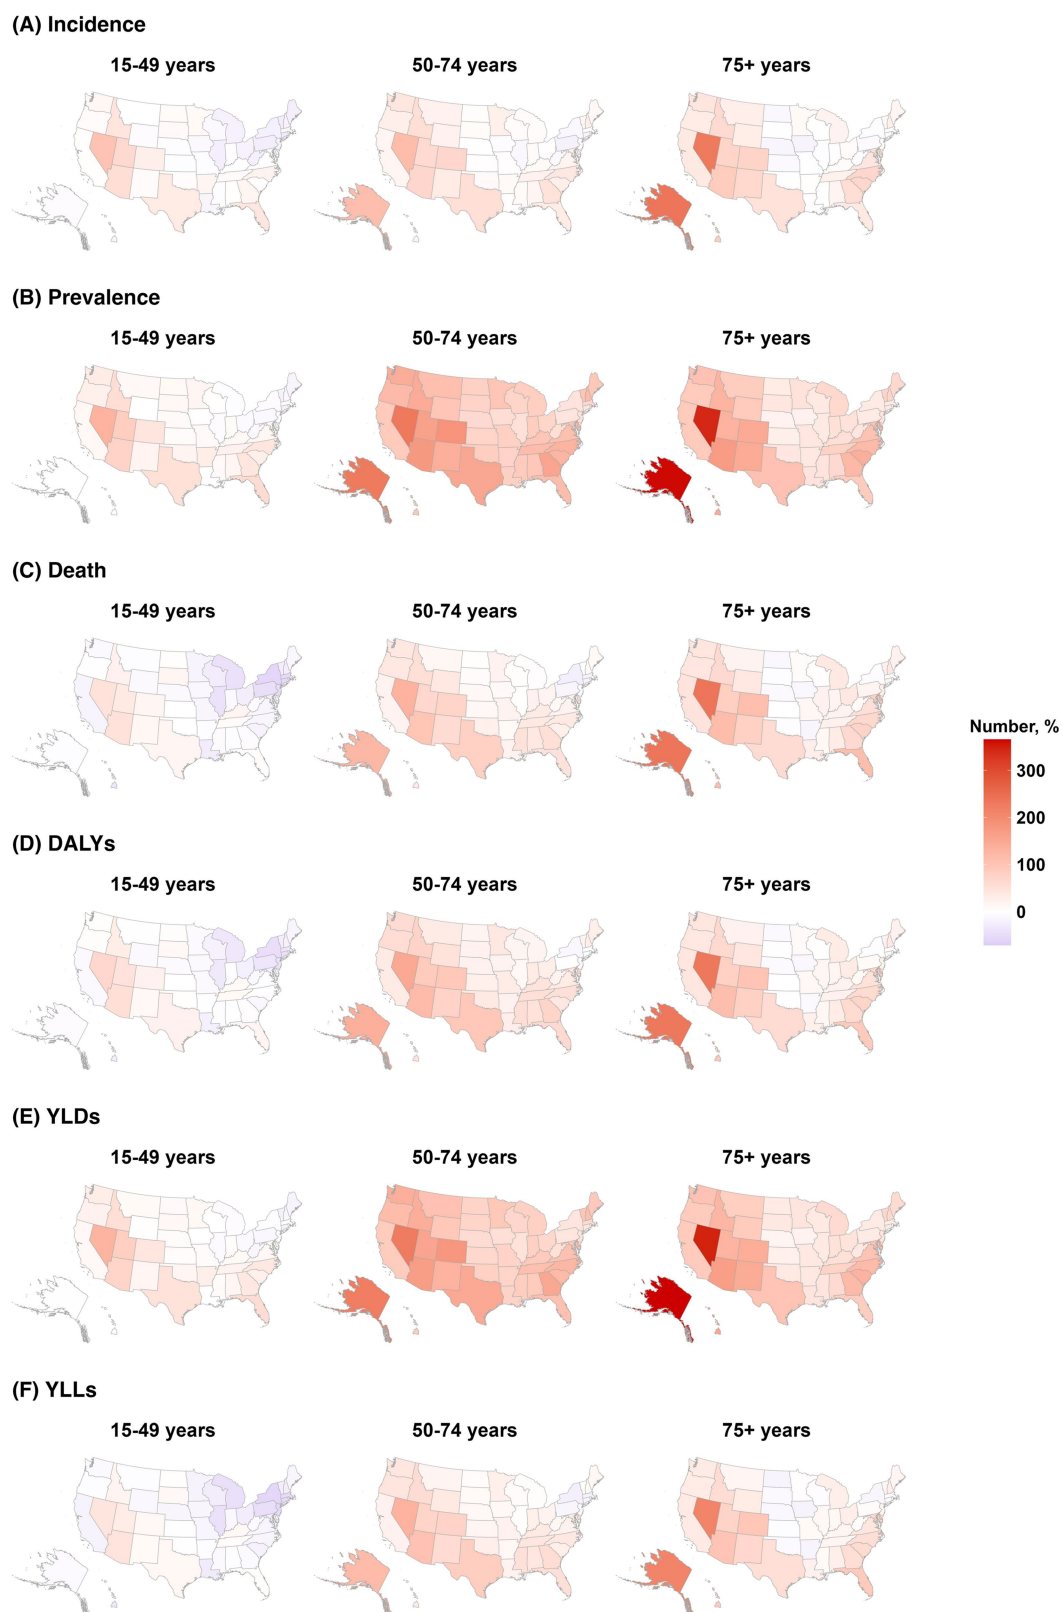 (A) Incidence
15-49 years 50-74 years 75+ years
(B) Prevalence
15-49 years 50-74 years 75+ years
(C) Death
15-49 years 50-74 years 75+ years
Number, %
300
200
100
0
(D) DALYs
15-49 years 50-74 years 75+ years
(E) YLDs
15-49 years 50-74 years 75+ years
(F) YLLs
15-49 years 50-74 years 75+ years